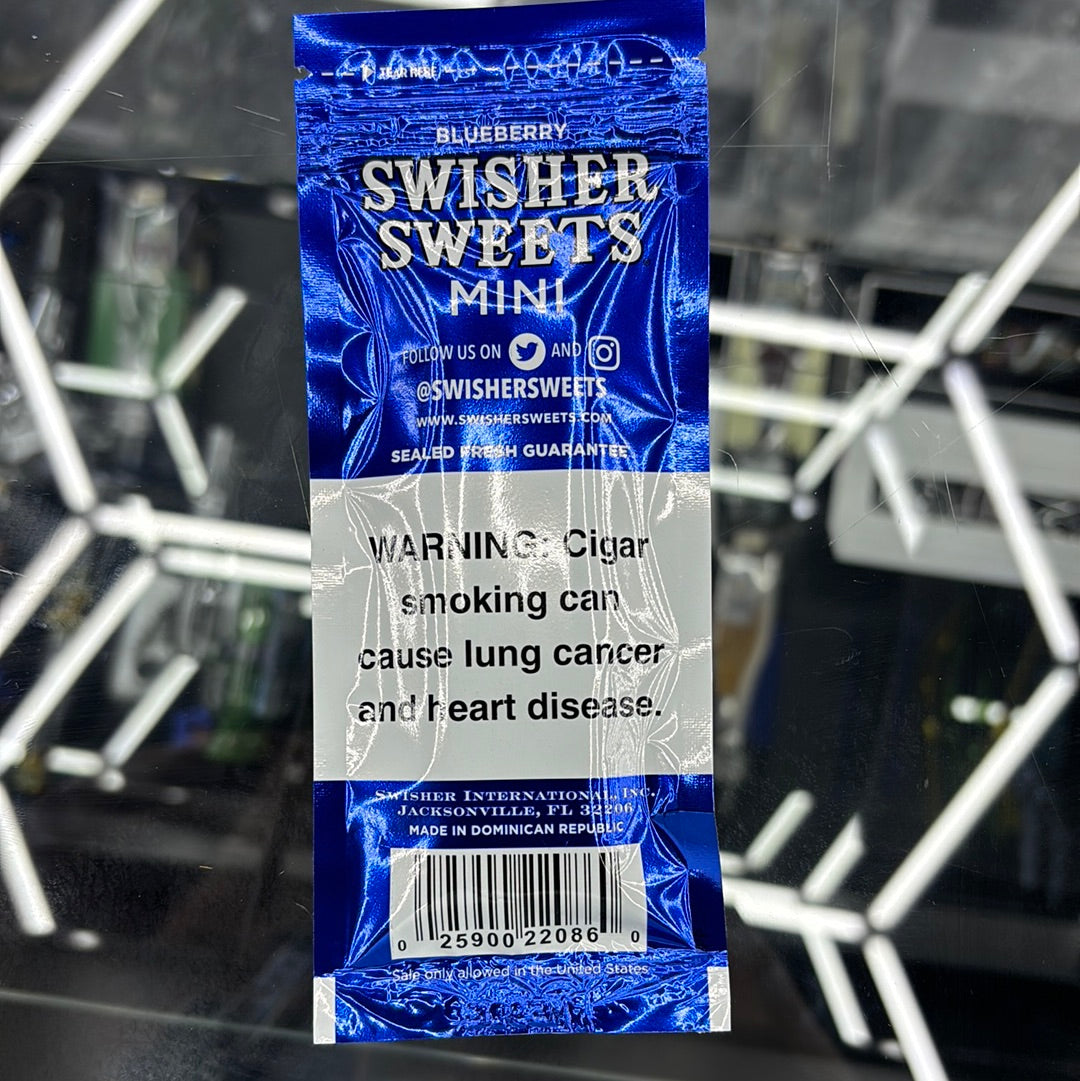 TEAR HERE
BLUEBERRY
SWISHER
SWEETS
MINI
FOLLOW US ON AND
@SWISHERSWEETS
WWW.SWISHERSWEETS.COM
SEALED FRESH GUARANTEE
WARNING: Cigar
smoking can
cause lung cancer
and heart disease.
SWISHER INTERNATIONAL, INC.
JACKSONVILLE, FL 32206
MADE IN DOMINICAN REPUBLIC
0 25900 22086 0
Sale only allowed in the United States